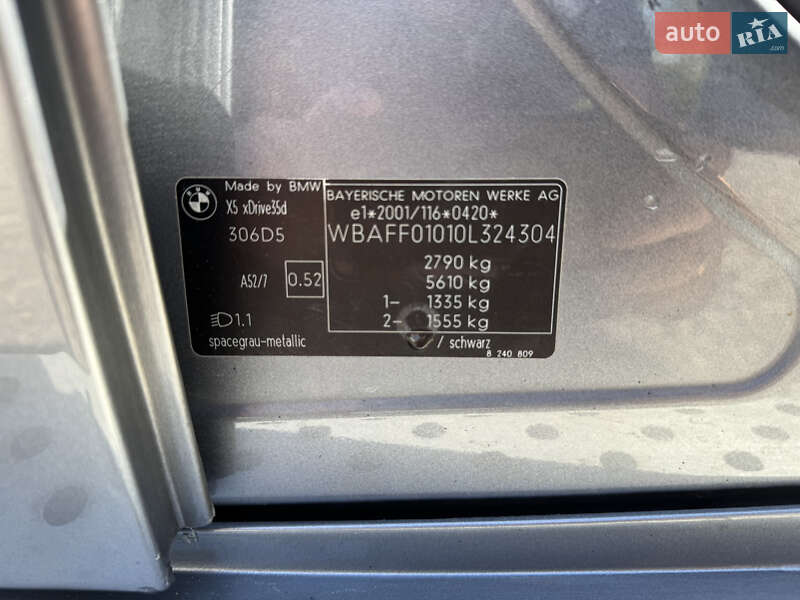 auto RIA .com
Made by BMW
X5 xDrive35d
306D5
AS2/7 0.52
1.1
spacegrau-metallic
BAYERISCHE MOTOREN WERKE AG
e1*2001/116*0420*
WBAFF01010L324304
2790 kg
5610 kg
1- 1335 kg
2- 1555 kg
/ schwarz
8 240 809